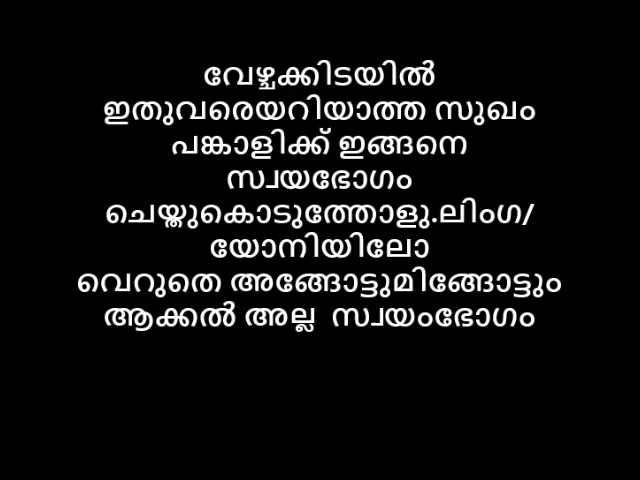 വേഴ്ചക്കിടയിൽ
ഇതുവരെയറിയാത്ത സുഖം
പങ്കാളിക്ക് ഇങ്ങനെ
സ്വയഭോഗം
ചെയ്തുകൊടുത്തോളു.ലിംഗ/
യോനിയിലോ
വെറുതെ അങ്ങോട്ടുമിങ്ങോട്ടും
ആക്കൽ അല്ല സ്വയംഭോഗം